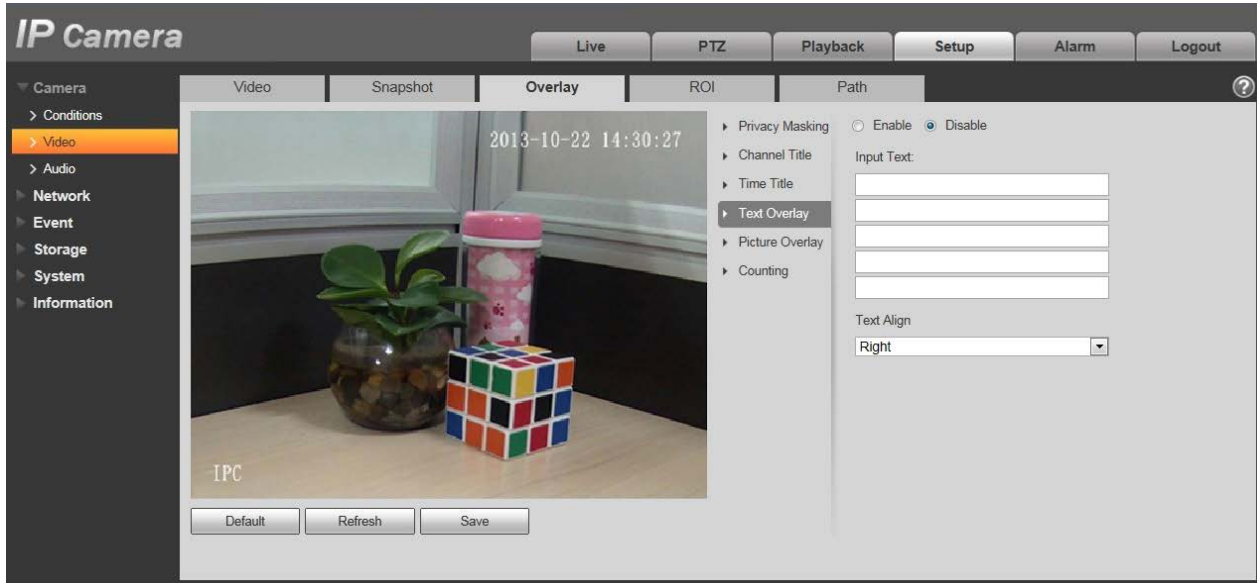 IP Camera
Live
PTZ
Playback
Setup
Alarm
Logout
Camera
Conditions
Video
Audio
Network
Event
Storage
System
Information
Video
Snapshot
Overlay
ROI
Path
?
2013-10-22 14:30:27
IPC
Default
Refresh
Save
Privacy Masking
Channel Title
Time Title
Text Overlay
Picture Overlay
Counting
Enable
Disable
Input Text:
Text Align
Right